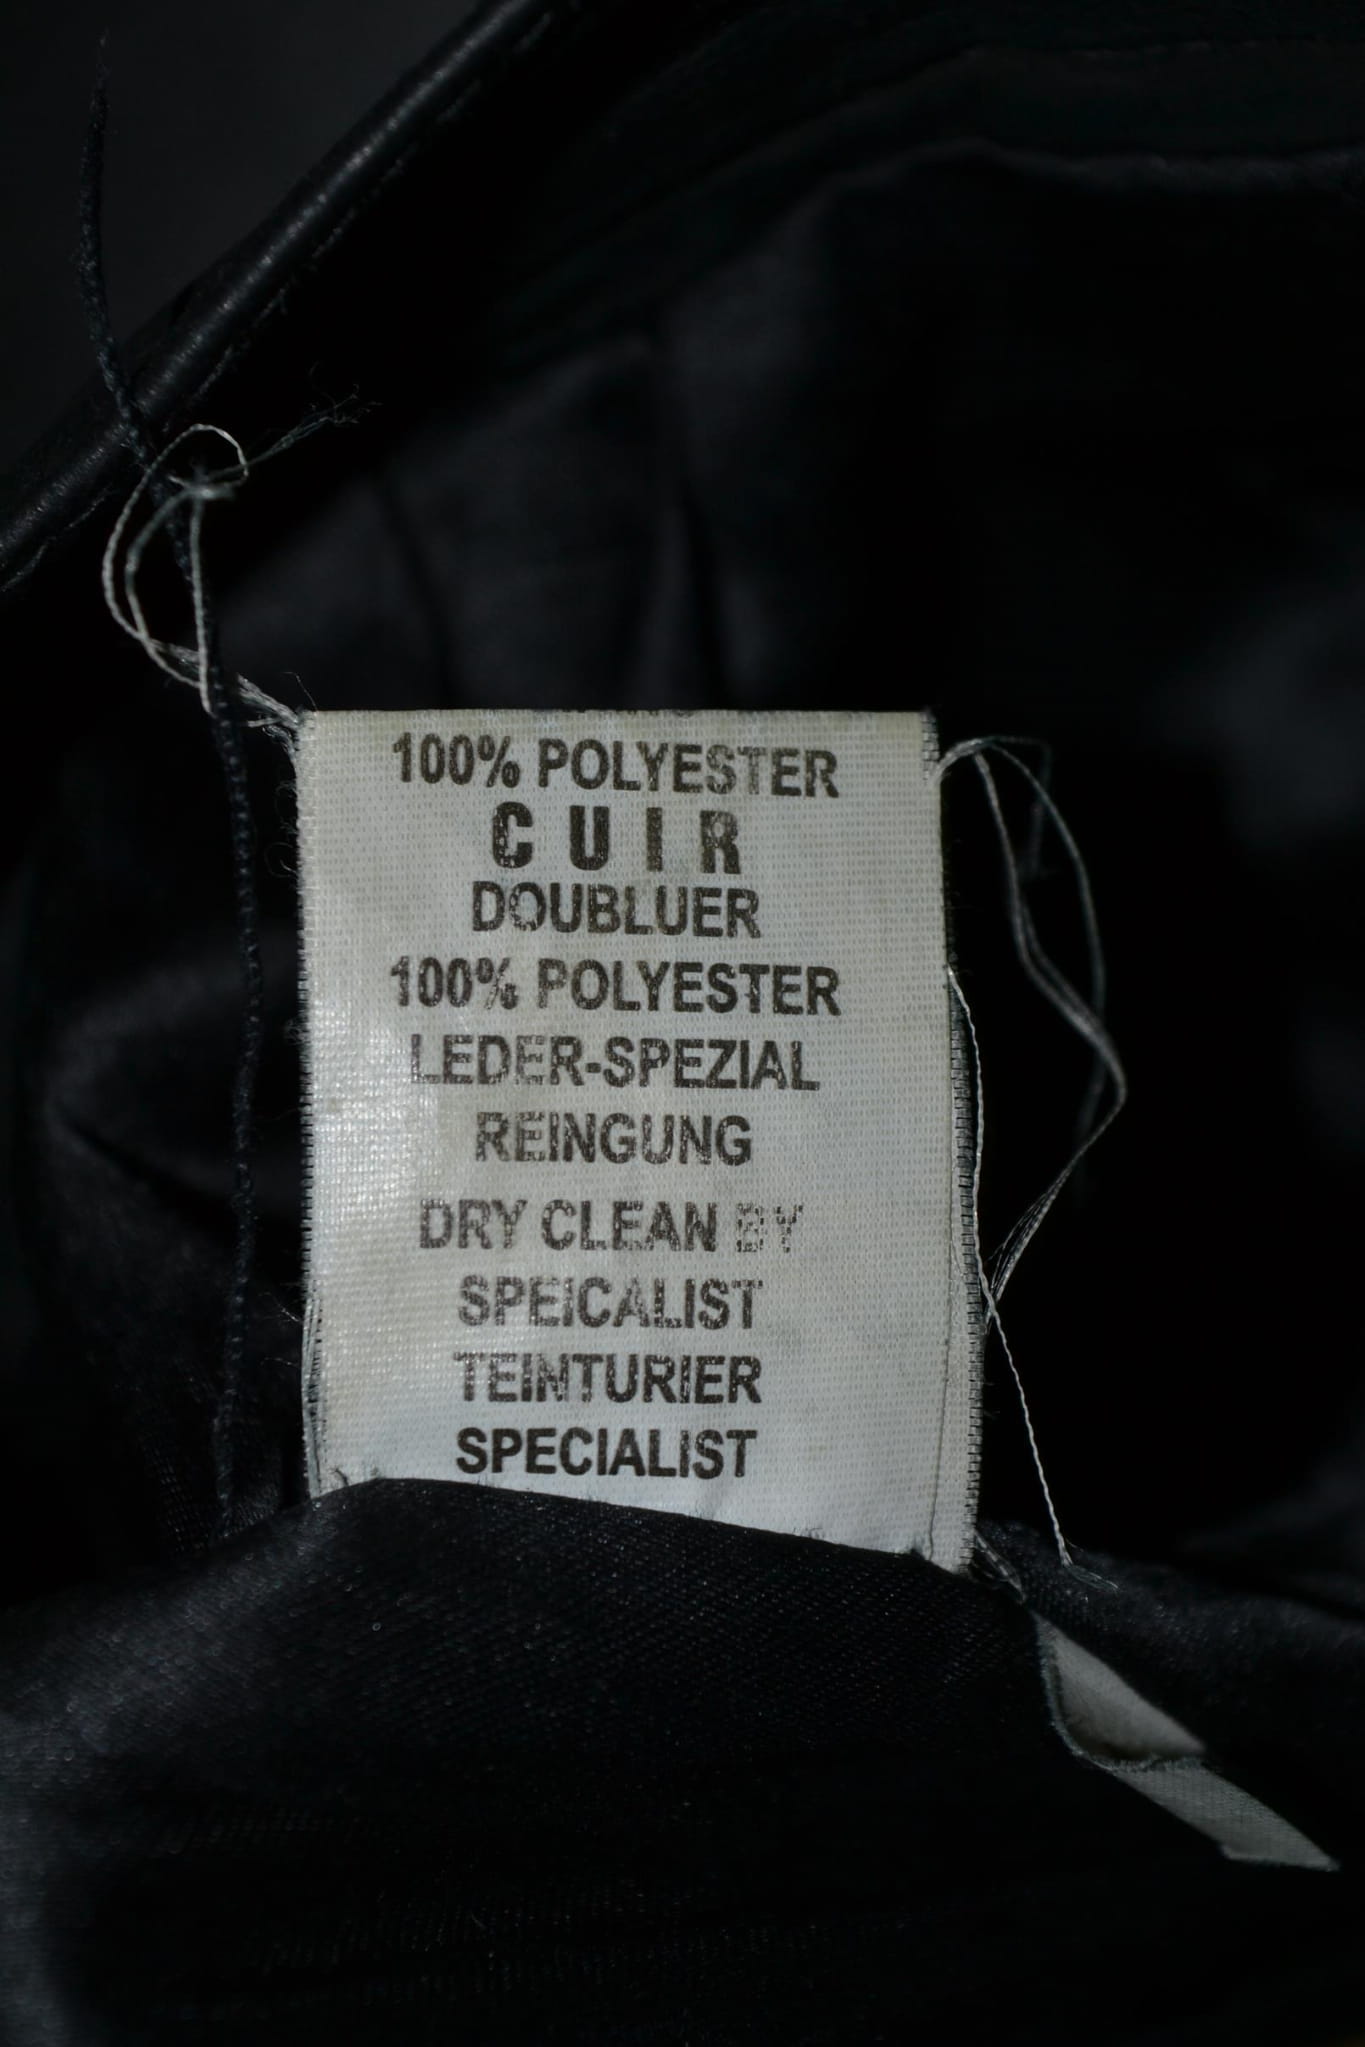 100% POLYESTER
CUIR
DOUBLUER
100% POLYESTER
LEDER-SPEZIAL
REINGUNG
DRY CLEAN BY
SPEICALIST
TEINTURIER
SPECIALIST